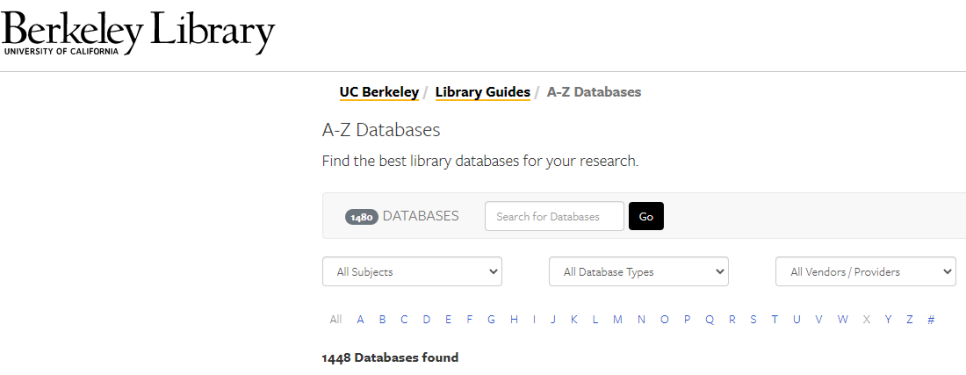 Berkeley Library
UNIVERSITY OF CALIFORNIA
UC Berkeley / Library Guides / A-Z Databases
A-Z Databases
Find the best library databases for your research.
1480 DATABASES Search for Databases Go
All Subjects All Database Types All Vendors / Providers
All A B C D E F G H I J K L M N O P Q R S T U V W X Y Z #
1448 Databases found